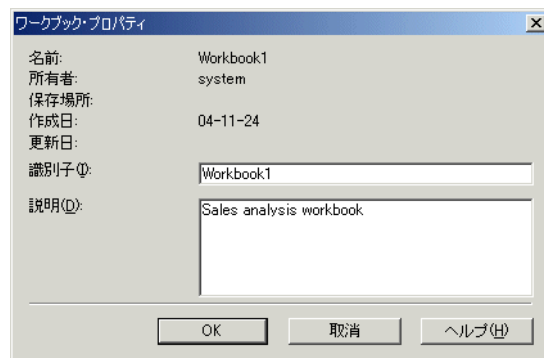 ワークブック・プロパティ
名前: Workbook1
所有者: system
保存場所:
作成日: 04-11-24
更新日:
識別子(I): Workbook1
説明(D): Sales analysis workbook
OK 取消 ヘルプ(H)